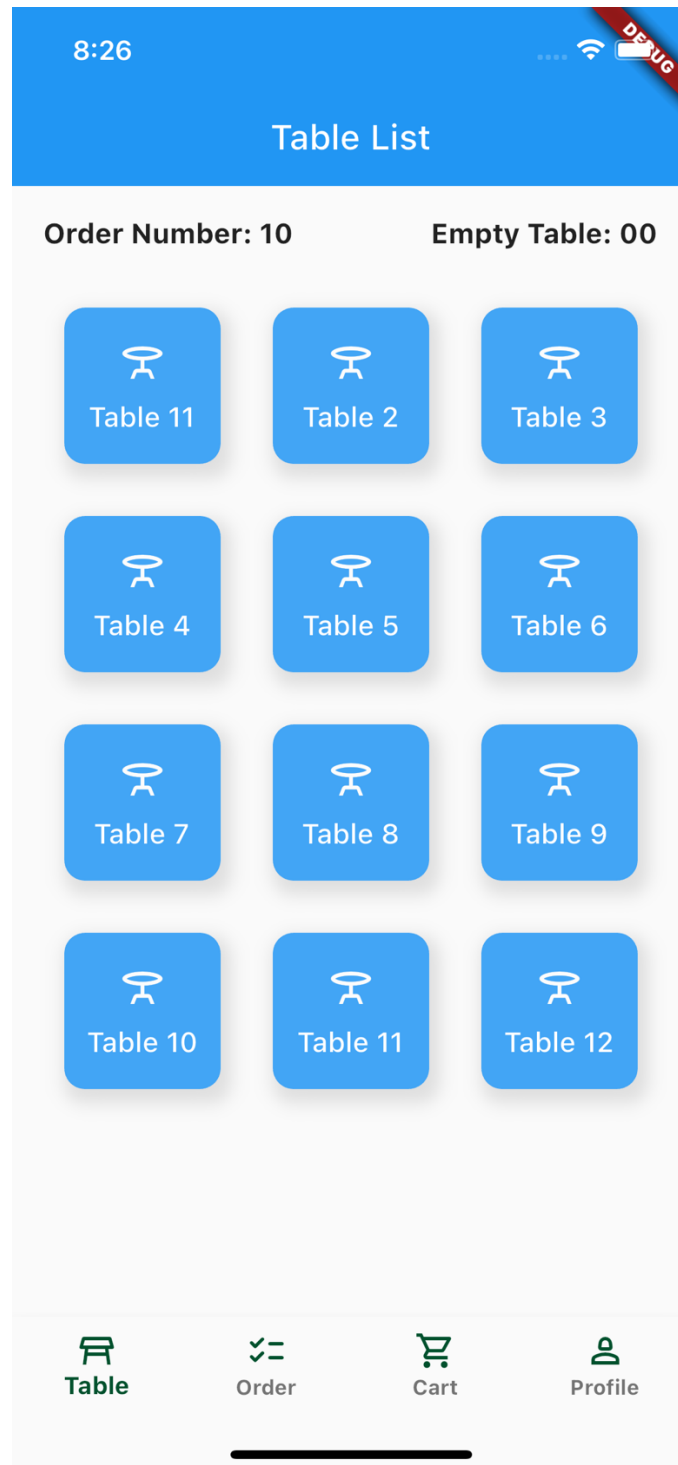 8:26
DEBUG
Table List
Order Number: 10 Empty Table: 00
Table 11 Table 2 Table 3
Table 4 Table 5 Table 6
Table 7 Table 8 Table 9
Table 10 Table 11 Table 12
Table Order Cart Profile